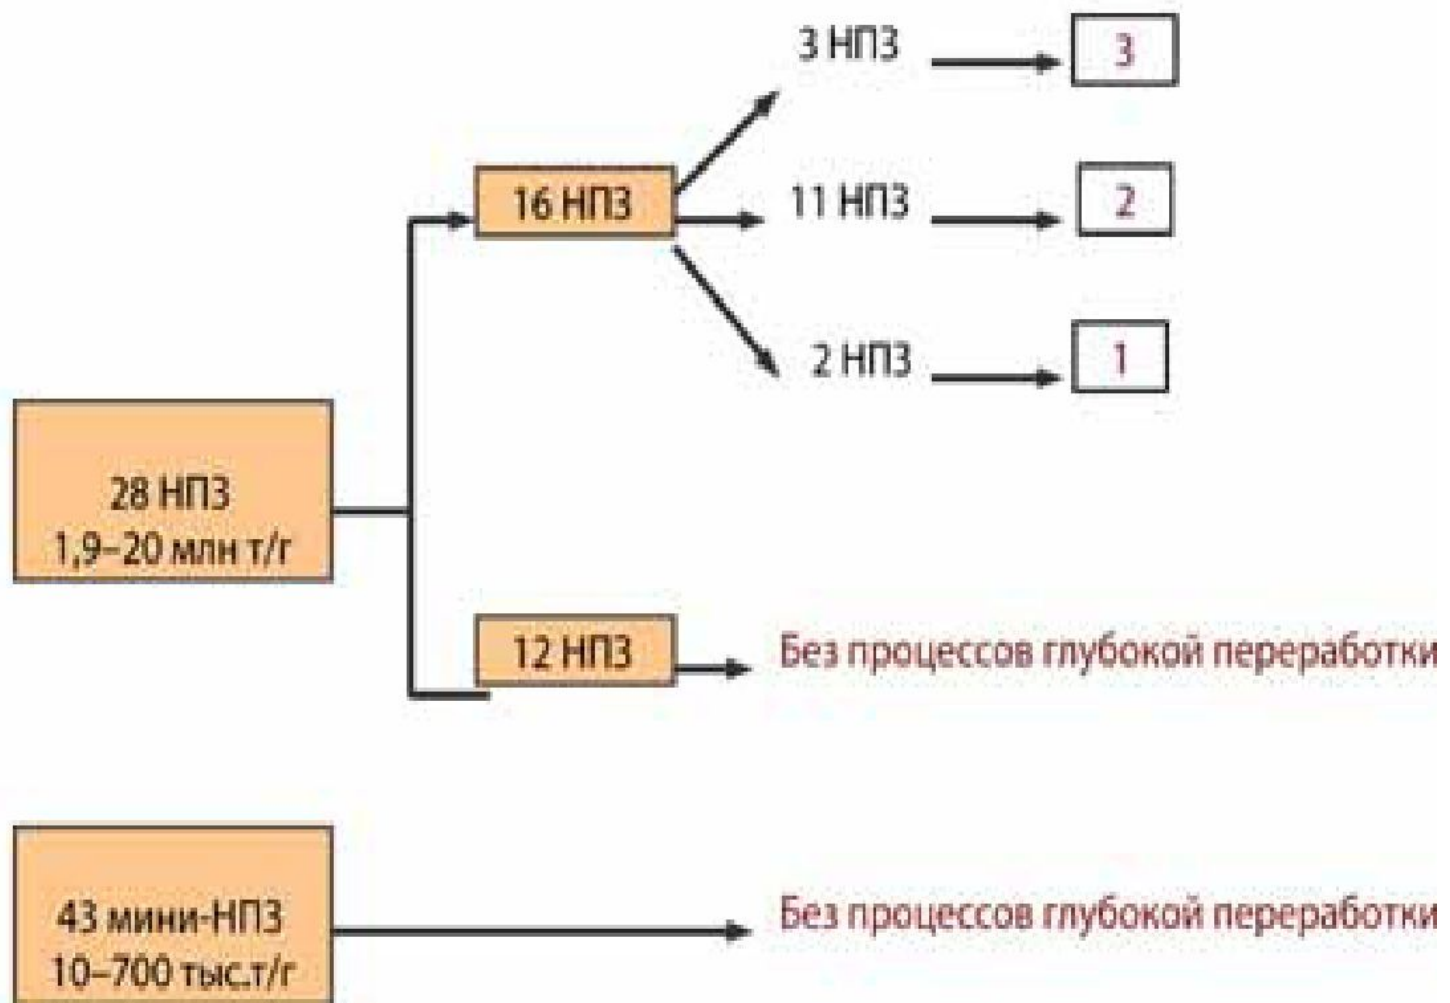 3 НПЗ
3
16 НПЗ
11 НПЗ
2
2 НПЗ
1
28 НПЗ
1,9–20 млн т/г
12 НПЗ
Без процессов глубокой переработки
43 мини-НПЗ
10–700 тыс.т/г
Без процессов глубокой переработки